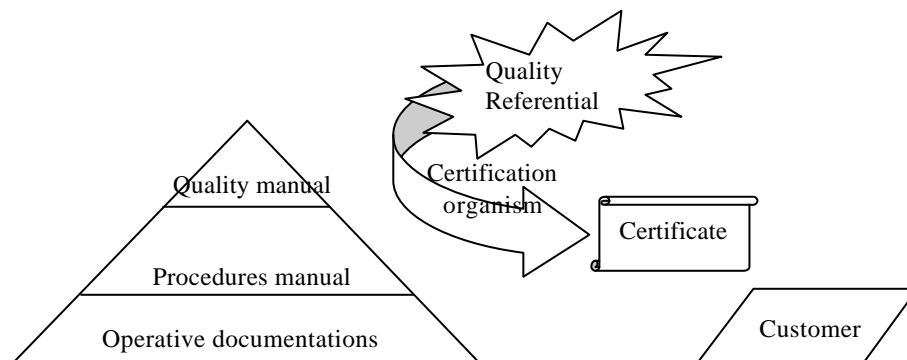 Quality
Referential
Certification
organism
Quality manual
Certificate
Procedures manual
Operative documentations
Customer